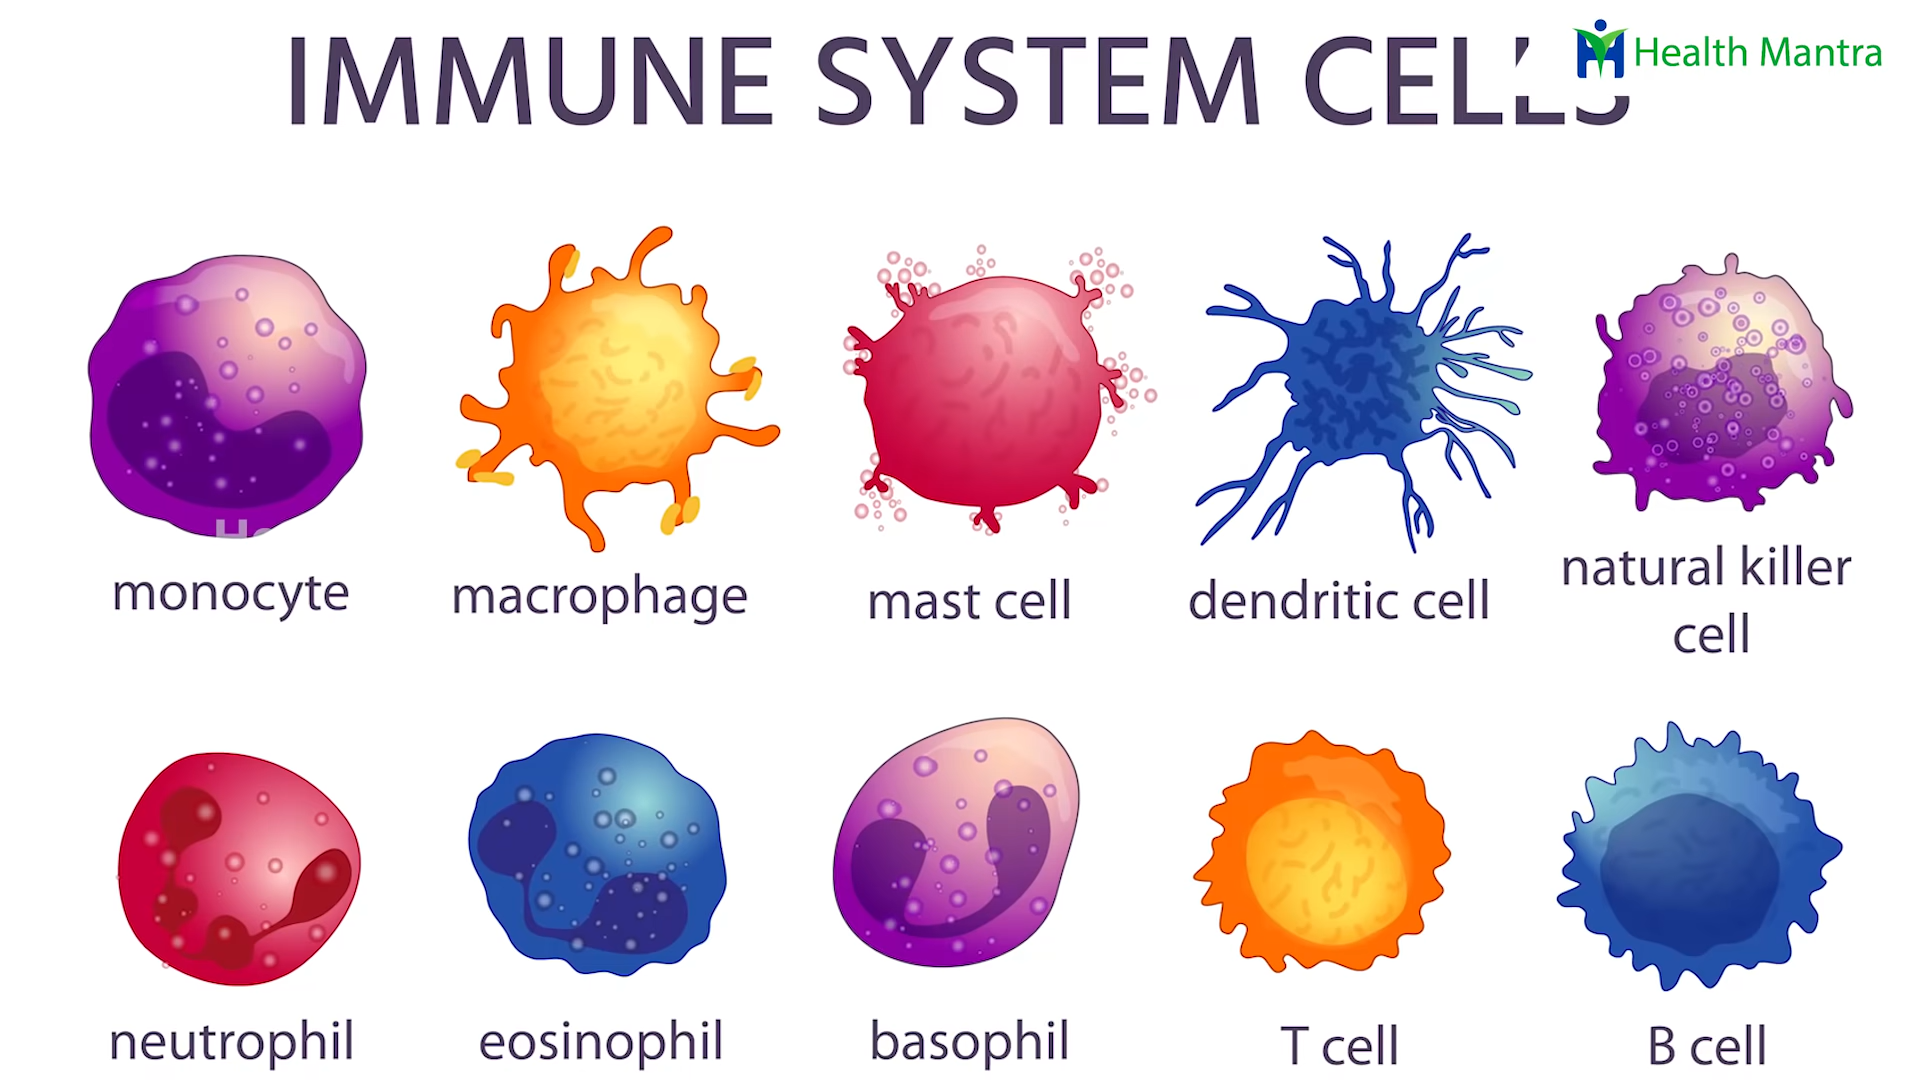 IMMUNE SYSTEM CELLS
Health Mantra
monocyte
macrophage
mast cell
dendritic cell
natural killer
cell
neutrophil
eosinophil
basophil
T cell
B cell